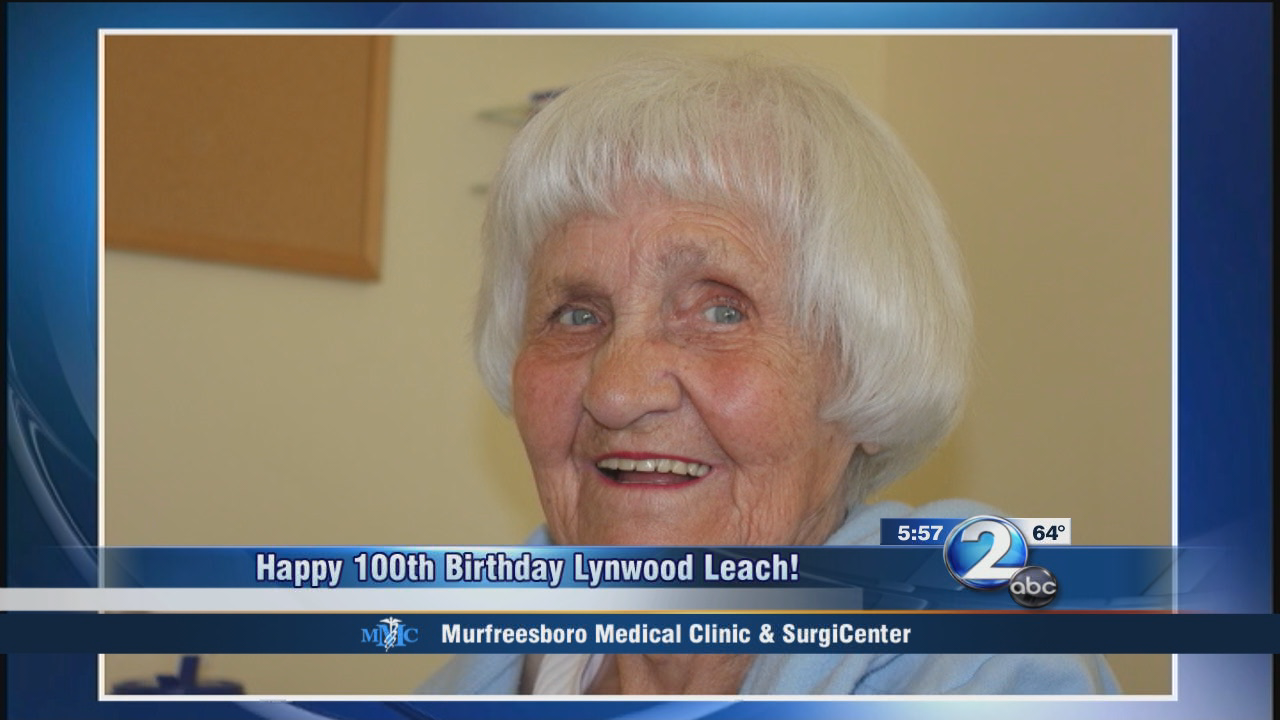 5:57
2
64°
abc
Happy 100th Birthday Lynwood Leach!
MMC
Murfreesboro Medical Clinic & SurgiCenter